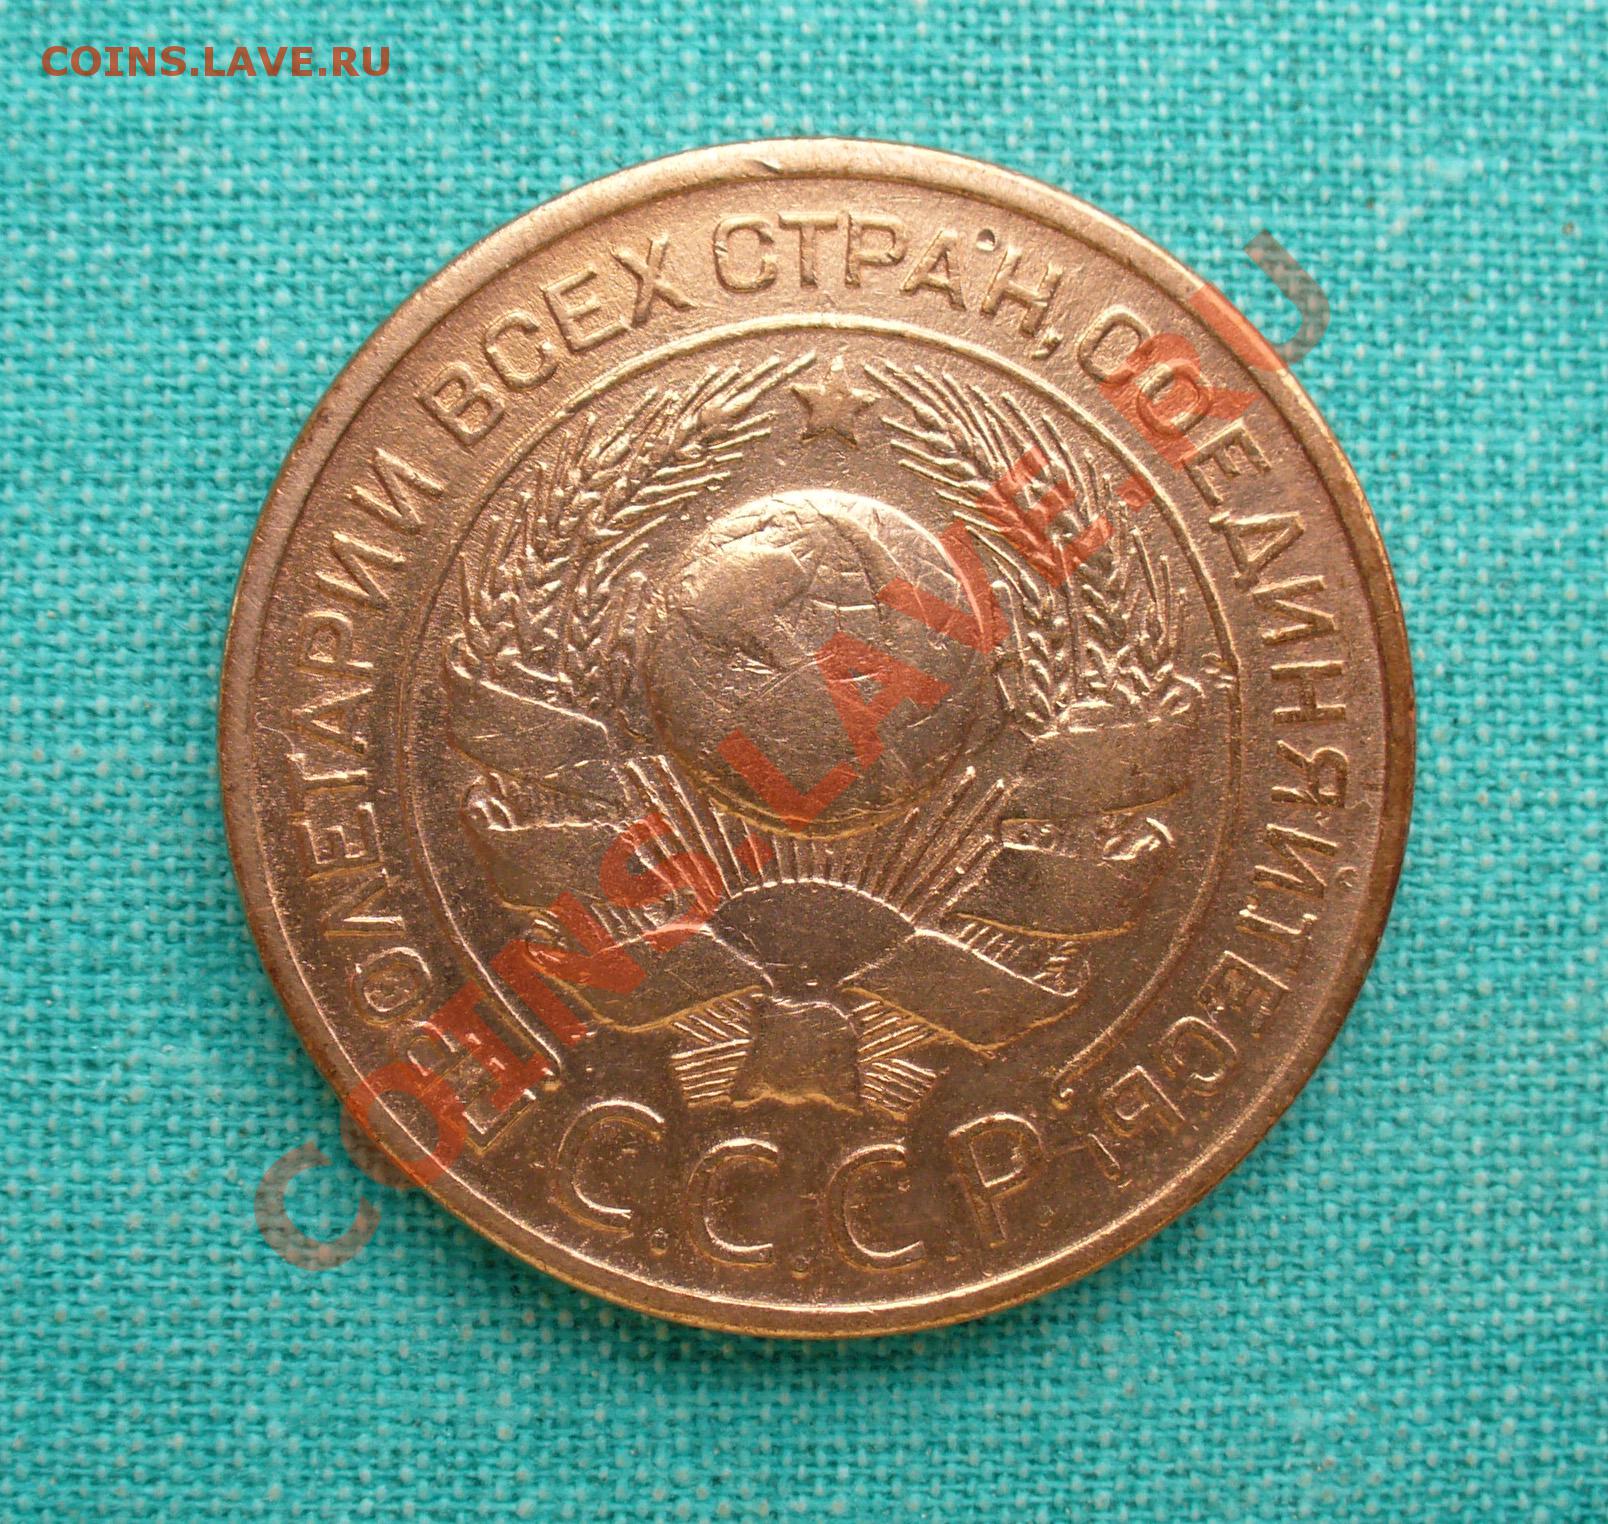 COINS.LAVE.RU
ПРОЛЕТАРИИ ВСЕХ СТРАН, СОЕДИНЯЙТЕСЬ
С.С.С.Р.
COINS.LAVE.RU